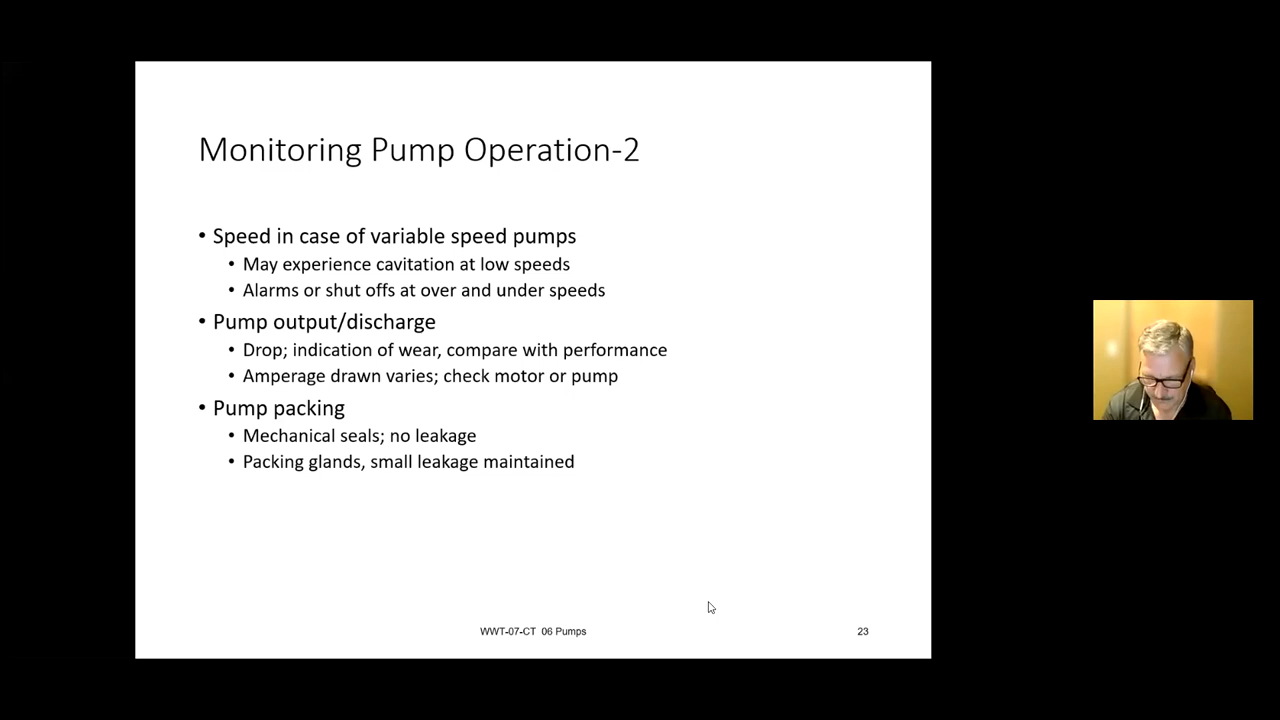 Monitoring Pump Operation-2
• Speed in case of variable speed pumps
• May experience cavitation at low speeds
• Alarms or shut offs at over and under speeds
• Pump output/discharge
• Drop; indication of wear, compare with performance
• Amperage drawn varies; check motor or pump
• Pump packing
• Mechanical seals; no leakage
• Packing glands, small leakage maintained
WWT-07-CT 06 Pumps
23